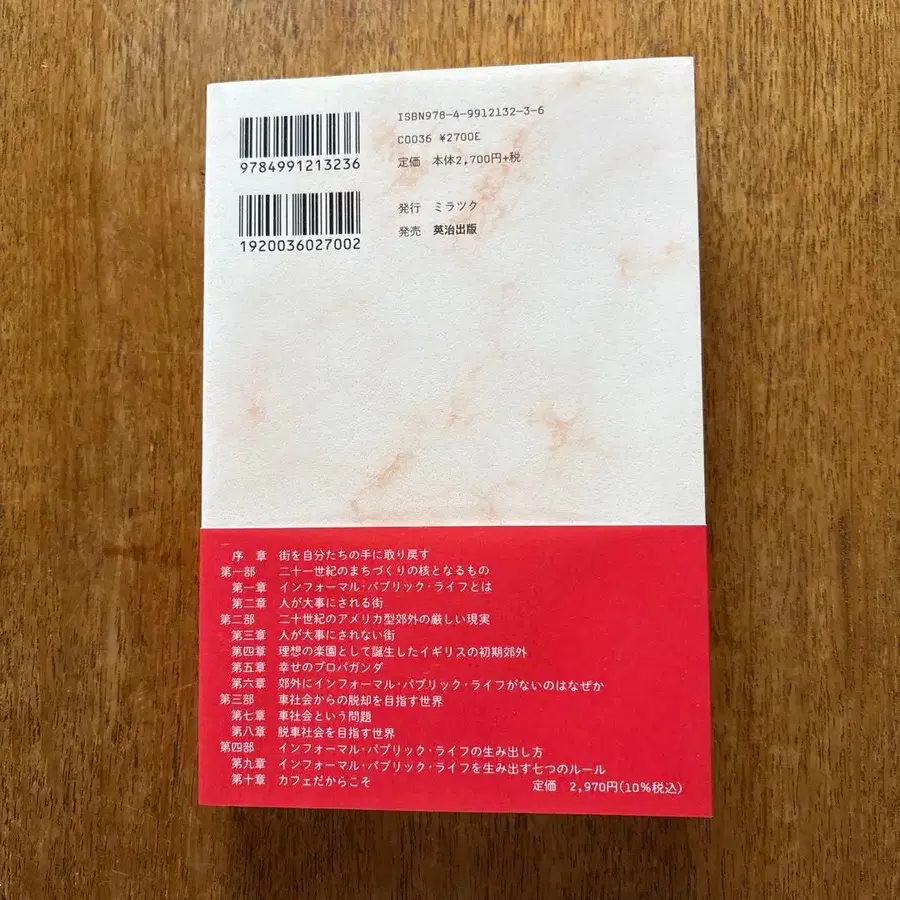 ISBN978-4-9912132-3-6
C0036 ¥2700E
定価 本体2,700円+税
9784991213236
発行 ミラツク
発売 英治出版
1920036027002
序 章 街を自分たちの手に取り戻す
第一部 二十一世紀のまちづくりの核となるもの
第一章 インフォーマル・パブリック・ライフとは
第二章 人が大事にされる街
第二部 二十世紀のアメリカ型郊外の厳しい現実
第三章 人が大事にされない街
第四章 理想の楽園として誕生したイギリスの初期郊外
第五章 幸せのプロパガンダ
第六章 郊外にインフォーマル・パブリック・ライフがないのはなぜか
第三部 車社会からの脱却を目指す世界
第七章 車社会という問題
第八章 脱車社会を目指す世界
第四部 インフォーマル・パブリック・ライフの生み出し方
第九章 インフォーマル・パブリック・ライフを生み出す七つのルール
第十章 カフェだからこそ
定価 2,970円(10%税込)